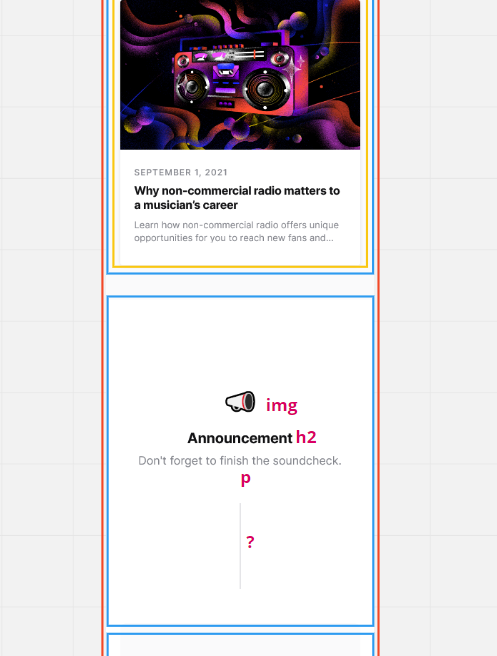 SEPTEMBER 1, 2021
Why non-commercial radio matters to
a musician's career
Learn how non-commercial radio offers unique
opportunities for you to reach new fans and...
img
Announcement h2
Don't forget to finish the soundcheck.
p
?